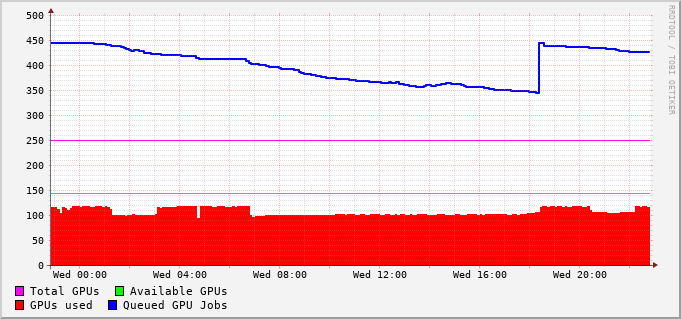 500
450
400
350
300
250
200
150
100
50
0
Wed 00:00 Wed 04:00 Wed 08:00 Wed 12:00 Wed 16:00 Wed 20:00
Total GPUs Available GPUs
GPUs used Queued GPU Jobs
RRDTOOL / TOBI OETIKER